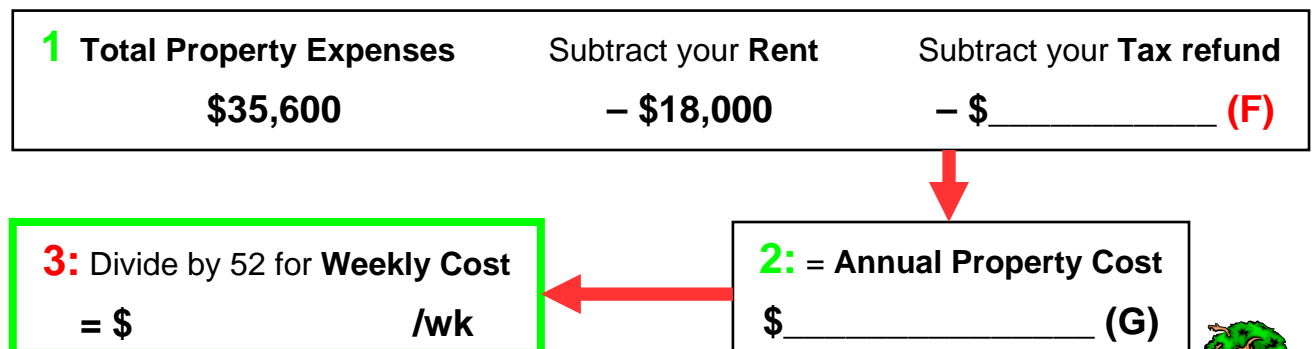 1 Total Property Expenses Subtract your Rent Subtract your Tax refund
$35,600 – $18,000 – $___________ (F)
3: Divide by 52 for Weekly Cost
= $ /wk
2: = Annual Property Cost
$_______________ (G)